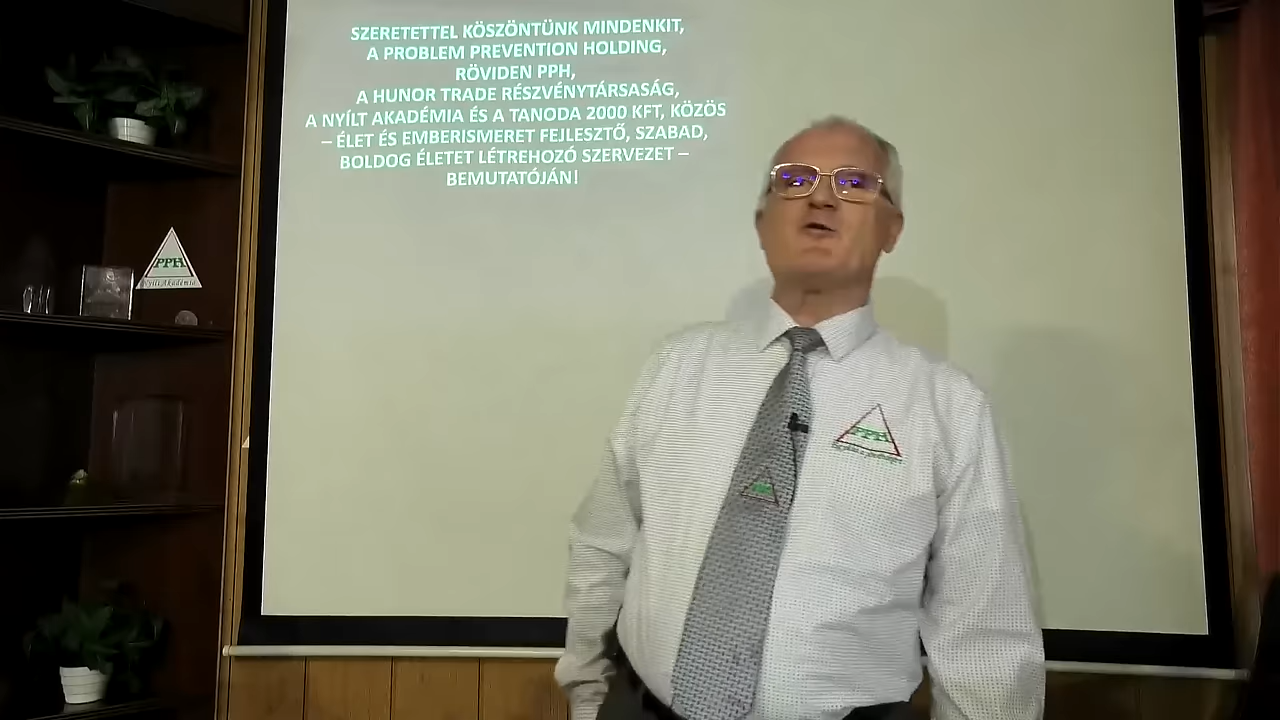 SZERETETTEL KÖSZÖNTÜNK MINDENKIT,
A PROBLEM PREVENTION HOLDING,
RÖVIDEN PPH,
A HUNOR TRADE RÉSZVÉNYTÁRSASÁG,
A NYÍLT AKADÉMIA ÉS A TANODA 2000 KFT, KÖZÖS
– ÉLET ÉS EMBERISMERET FEJLESZTŐ, SZABAD,
BOLDOG ÉLETET LÉTREHOZÓ SZERVEZET –
BEMUTATÓJÁN!
PPH
Nyílt Akadémia
PPH